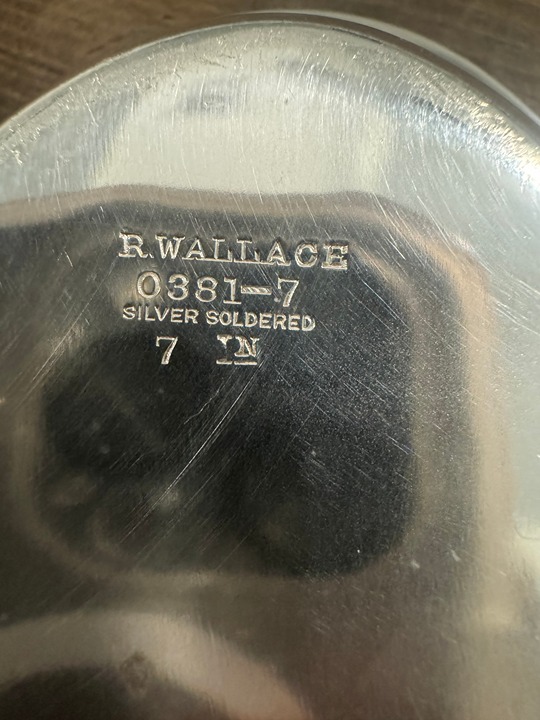 R.WALLACE
0381-7
SILVER SOLDERED
7 IN